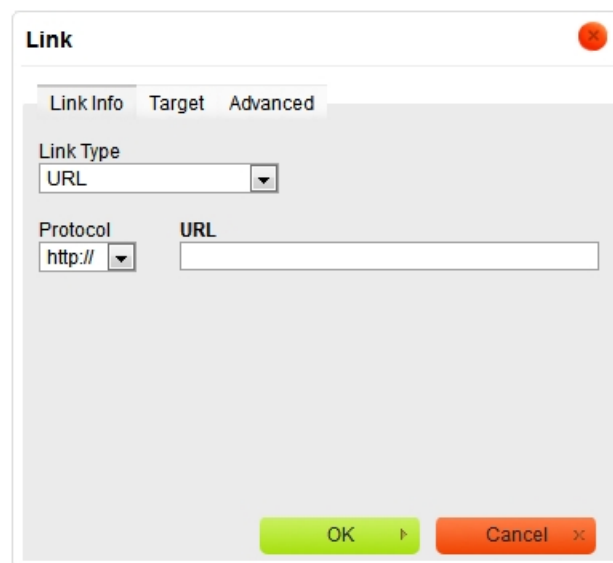 Link
Link Info Target Advanced
Link Type
URL
Protocol URL
http://
OK Cancel